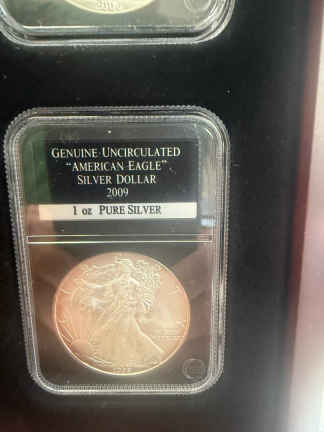 GENUINE UNCIRCULATED
"AMERICAN EAGLE"
SILVER DOLLAR
2009
1 oz PURE SILVER